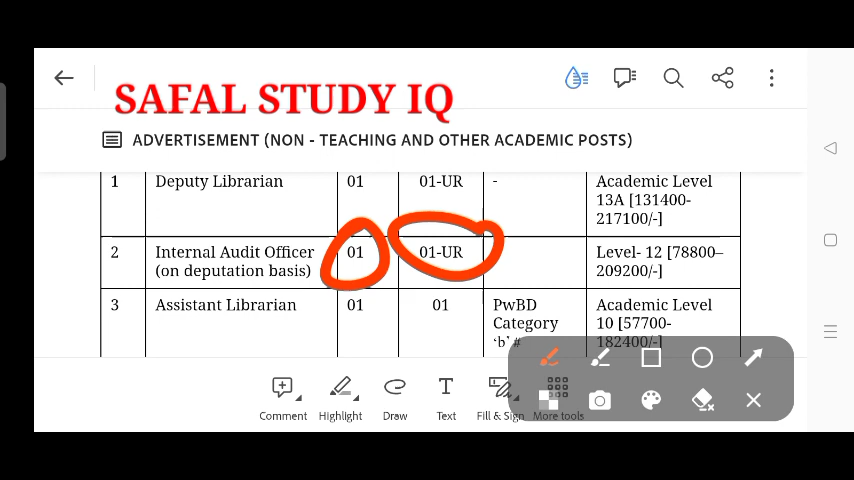 SAFAL STUDY IQ
ADVERTISEMENT (NON - TEACHING AND OTHER ACADEMIC POSTS)
1 Deputy Librarian 01 01-UR - Academic Level
13A [131400-
217100/-]
2 Internal Audit Officer 01 01-UR Level- 12 [78800–
(on deputation basis) 209200/-]
3 Assistant Librarian 01 01 PwBD Academic Level
Category 10 [57700-
'b' # 182400/-]
Comment Highlight Draw Text Fill & Sign More tools